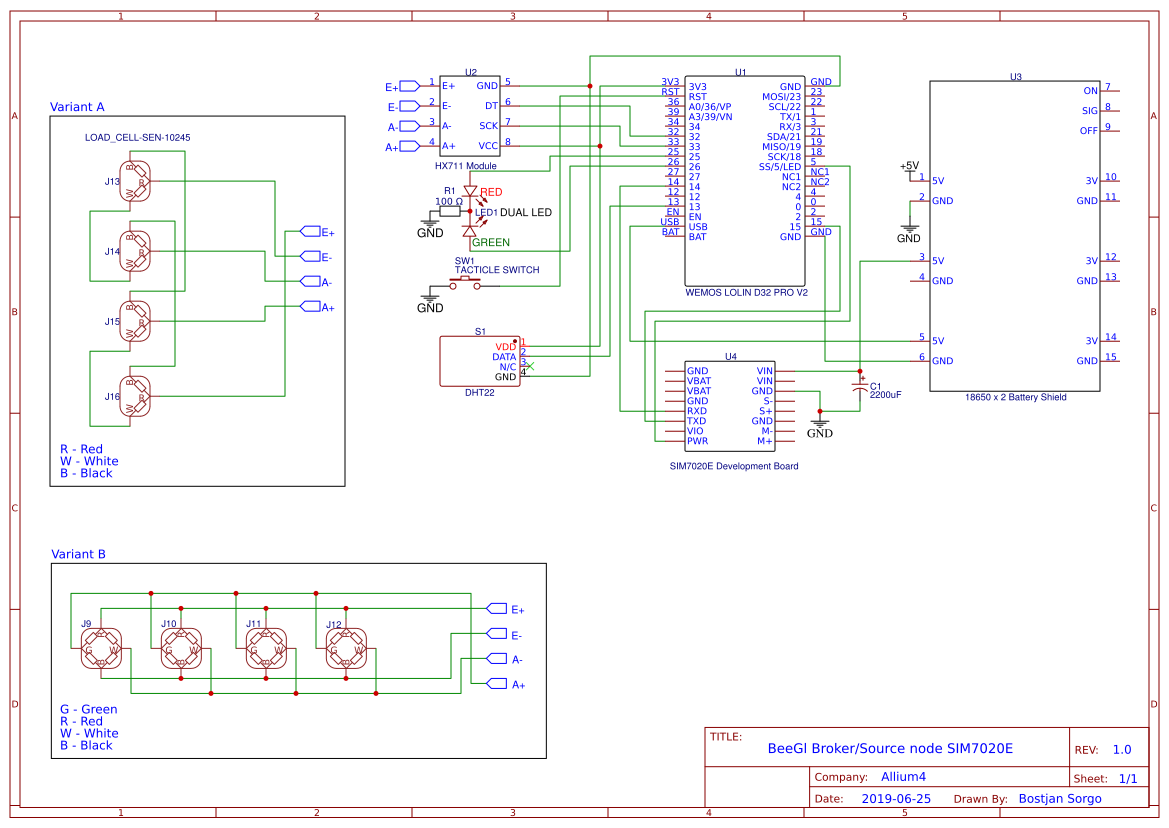 1 2 3 4 5
A
B
C
D
A
B
C
D
1 2 3 4 5
Variant A
LOAD_CELL-SEN-10245
J13
B
R
W
J14
B
R
W
J15
B
R
W
J16
B
R
W
E+
E-
A-
A+
R - Red
W - White
B - Black
U2
E+ 1 E+ GND 5
E- 2 E- DT 6
A- 3 A- SCK 7
A+ 4 A+ VCC 8
HX711 Module
R1
100 Ω
RED
LED1 DUAL LED
GND
GREEN
SW1
TACTICLE SWITCH
GND
S1
VDD 1
DATA 2
N/C 3
GND 4
DHT22
U1
3V3 3V3 GND GND
RST RST MOSI/23 23
36 A0/36/VP SCL/22 22
39 A3/39/VN TX/1 1
34 34 RX/3 3
32 32 SDA/21 21
33 33 MISO/19 19
25 25 SCK/18 18
26 26 SS/5/LED 5
27 27 NC1 NC1
14 14 NC2 NC2
12 12 4 4
13 13 0 0
EN EN 2 2
USB USB 15 15
BAT BAT GND GND
WEMOS LOLIN D32 PRO V2
U4
GND VIN
VBAT VIN
VBAT GND
GND S-
RXD S+
TXD GND
VIO M-
PWR M+
SIM7020E Development Board
C1
2200uF
+
GND
U3
ON 7
SIG 8
OFF 9
+5V
1 5V 3V 10
2 GND GND 11
GND
3 5V 3V 12
4 GND GND 13
5 5V 3V 14
6 GND GND 15
18650 x 2 Battery Shield
Variant B
J9 J10 J11 J12
G W G W G W G W
E+
E-
A-
A+
G - Green
R - Red
W - White
B - Black
TITLE:
BeeGl Broker/Source node SIM7020E
REV: 1.0
Company: Allium4
Sheet: 1/1
Date: 2019-06-25 Drawn By: Bostjan Sorgo